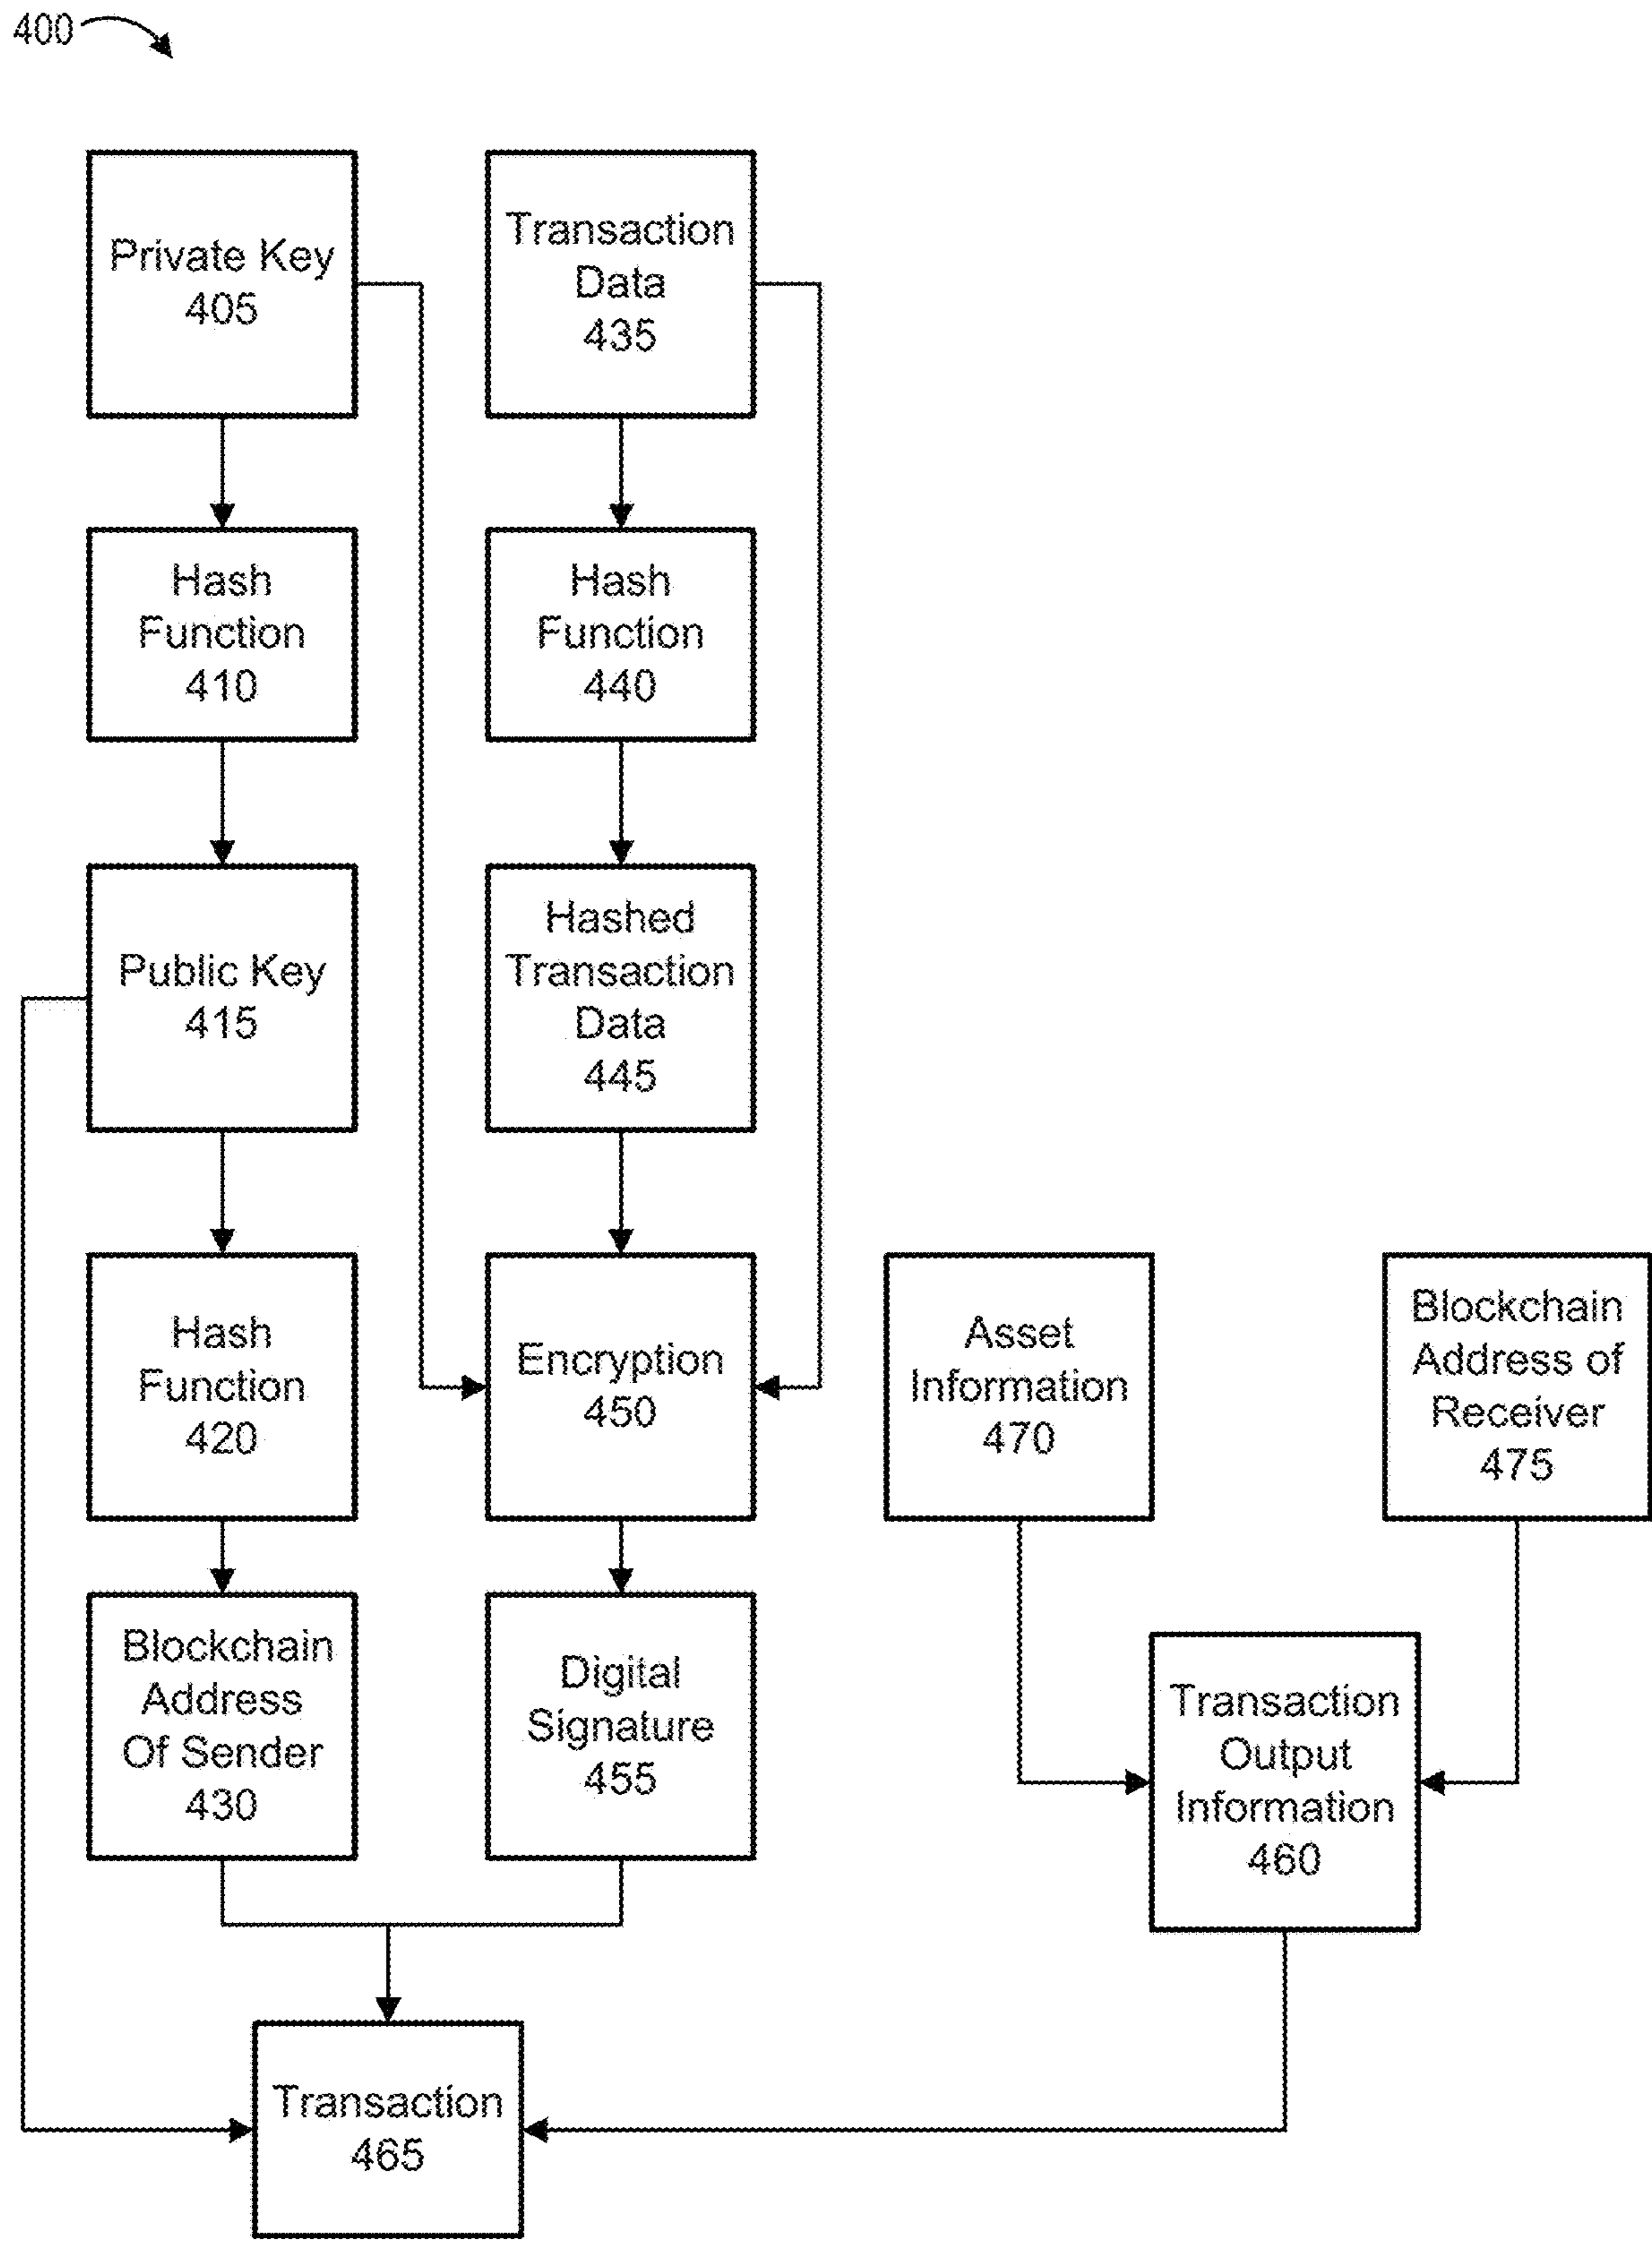 400
Private Key
405
Transaction
Data
435
Hash
Function
410
Hash
Function
440
Public Key
415
Hashed
Transaction
Data
445
Hash
Function
420
Encryption
450
Asset
Information
470
Blockchain
Address of
Receiver
475
Blockchain
Address
Of Sender
430
Digital
Signature
455
Transaction
Output
Information
460
Transaction
465